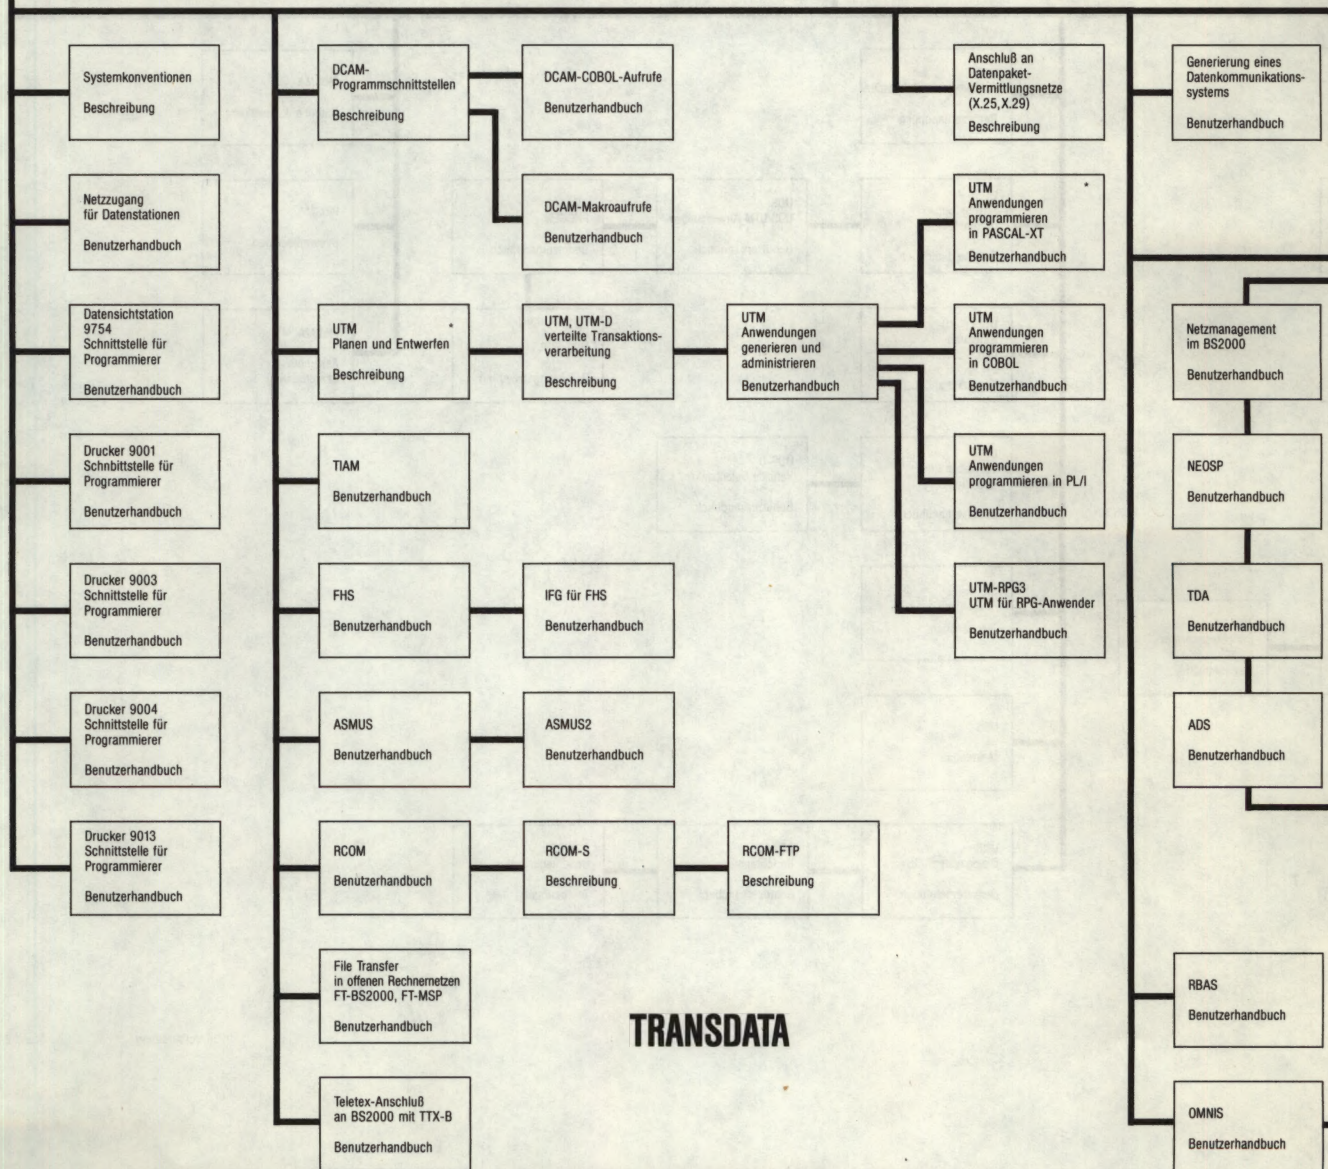 Systemkonventionen
Beschreibung
Netzzugang
für Datenstationen
Benutzerhandbuch
Datensichtstation
9754
Schnittstelle für
Programmierer
Benutzerhandbuch
Drucker 9001
Schnbittstelle für
Programmierer
Benutzerhandbuch
Drucker 9003
Schnittstelle für
Programmierer
Benutzerhandbuch
Drucker 9004
Schnittstelle für
Programmierer
Benutzerhandbuch
Drucker 9013
Schnittstelle für
Programmierer
Benutzerhandbuch
DCAM-
Programmschnittstellen
Beschreibung
DCAM-COBOL-Aufrufe
Benutzerhandbuch
DCAM-Makroaufrufe
Benutzerhandbuch
UTM *
Planen und Entwerfen
Beschreibung
UTM, UTM-D
verteilte Transaktions-
verarbeitung
Beschreibung
UTM
Anwendungen
generieren und
administrieren
Benutzerhandbuch
TIAM
Benutzerhandbuch
FHS
Benutzerhandbuch
IFG für FHS
Benutzerhandbuch
ASMUS
Benutzerhandbuch
ASMUS2
Benutzerhandbuch
RCOM
Benutzerhandbuch
RCOM-S
Beschreibung
RCOM-FTP
Beschreibung
File Transfer
in offenen Rechnernetzen
FT-BS2000, FT-MSP
Benutzerhandbuch
Teletex-Anschluß
an BS2000 mit TTX-B
Benutzerhandbuch
TRANSDATA
Anschluß an
Datenpaket-
Vermittlungsnetze
(X.25,X.29)
Beschreibung
UTM *
Anwendungen
programmieren
in PASCAL-XT
Benutzerhandbuch
UTM
Anwendungen
programmieren
in COBOL
Benutzerhandbuch
UTM
Anwendungen
programmieren in PL/I
Benutzerhandbuch
UTM-RPG3
UTM für RPG-Anwender
Benutzerhandbuch
Generierung eines
Datenkommunikations-
systems
Benutzerhandbuch
Netzmanagement
im BS2000
Benutzerhandbuch
NEOSP
Benutzerhandbuch
TDA
Benutzerhandbuch
ADS
Benutzerhandbuch
RBAS
Benutzerhandbuch
OMNIS
Benutzerhandbuch